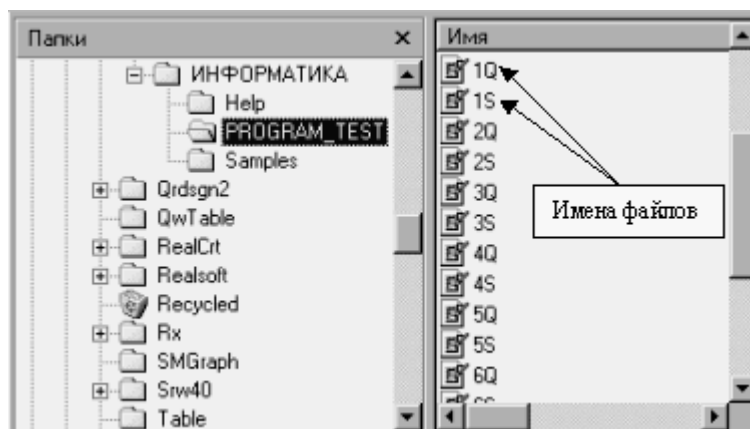 Папки
ИНФОРМАТИКА
Help
PROGRAM_TEST
Samples
Qrdsgn2
QwTable
RealCrt
Realsoft
Recycled
Rx
SMGraph
Srw40
Table
Имя
1Q
1S
2Q
2S
3Q
3S
4Q
4S
5Q
5S
6Q
Имена файлов